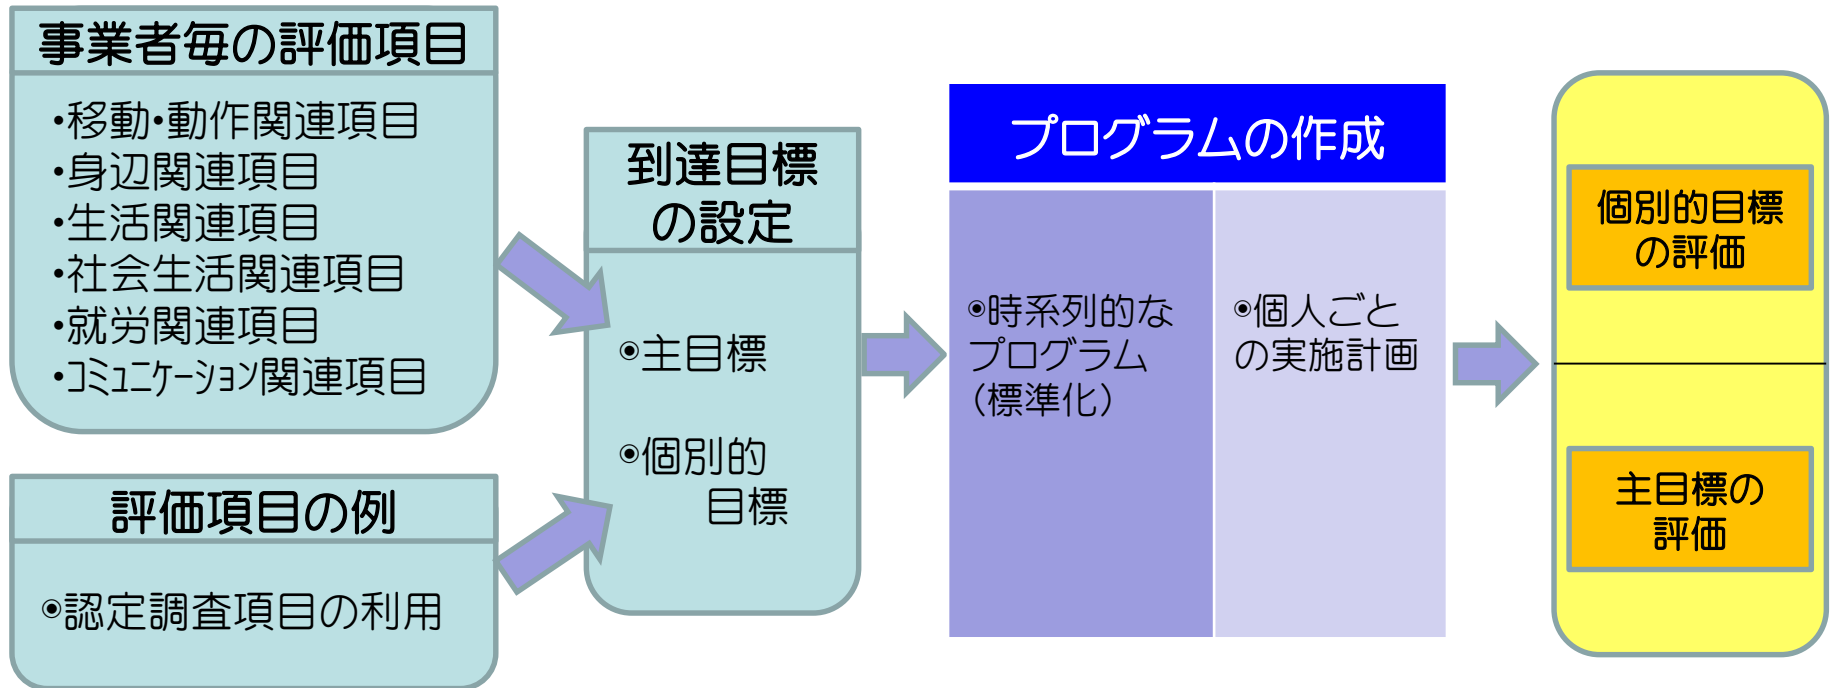 事業者毎の評価項目
・移動・動作関連項目
・身辺関連項目
・生活関連項目
・社会生活関連項目
・就労関連項目
・ｺﾐｭﾆｹｰｼｮﾝ関連項目
評価項目の例
◉認定調査項目の利用
到達目標
の設定
◉主目標
◉個別的
目標
プログラムの作成
◉時系列的な
プログラム
（標準化）
◉個人ごと
の実施計画
個別的目標
の評価
主目標の
評価